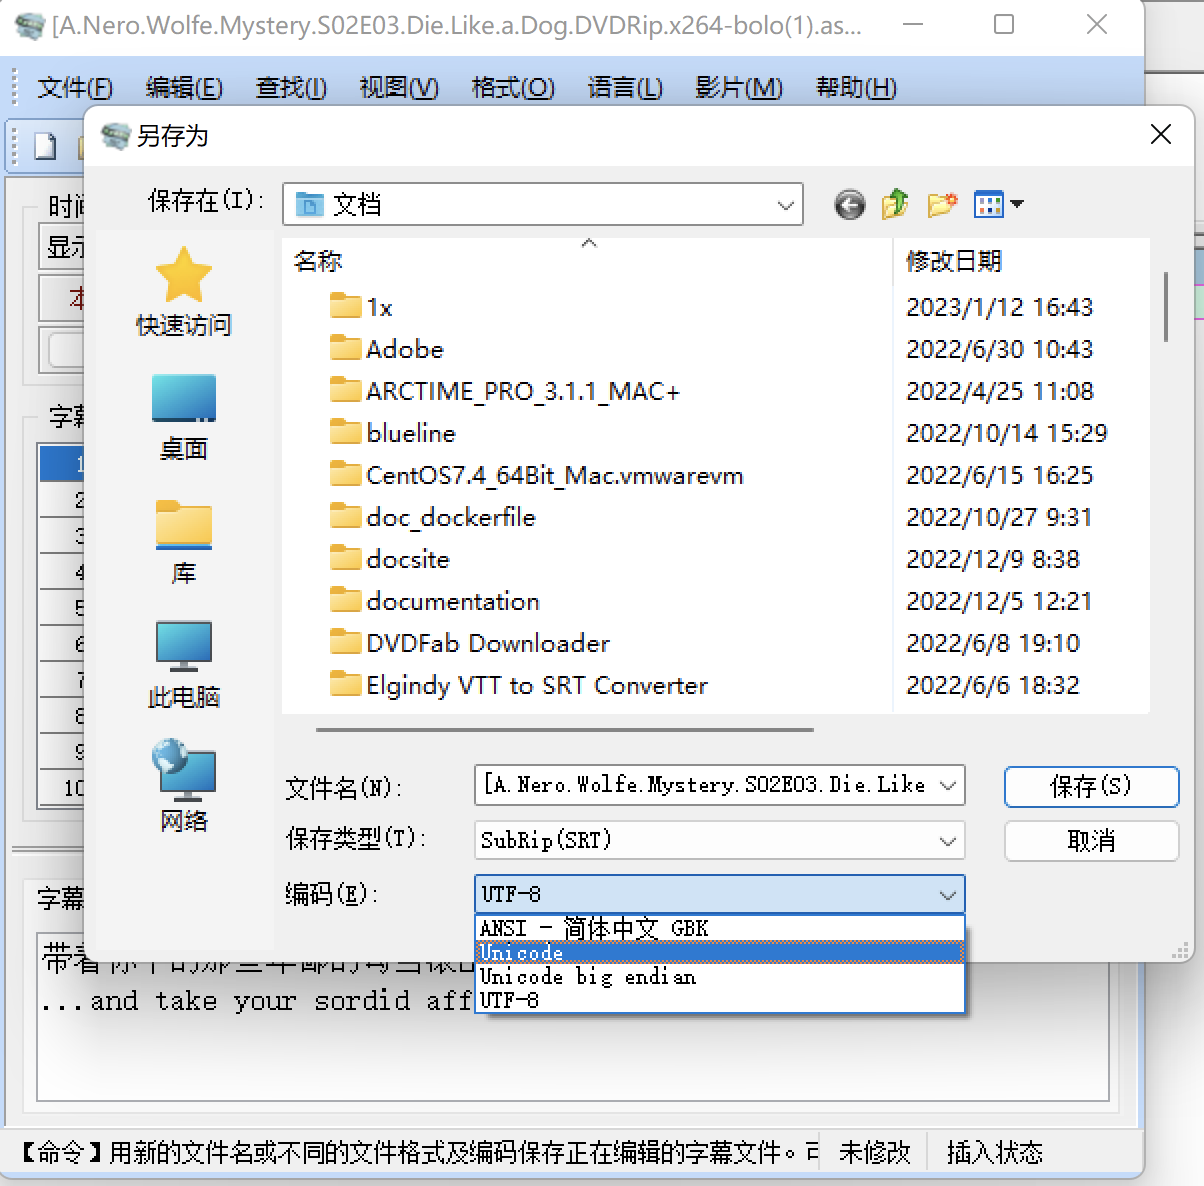 [A.Nero.Wolfe.Mystery.S02E03.Die.Like.a.Dog.DVDRip.x264-bolo(1).as...
文件(F) 编辑(E) 查找(I) 视图(V) 格式(O) 语言(L) 影片(M) 帮助(H)
另存为
保存在(I): 文档
时间
显示
快速访问
桌面
库
此电脑
网络
名称 修改日期
1x 2023/1/12 16:43
Adobe 2022/6/30 10:43
ARCTIME_PRO_3.1.1_MAC+ 2022/4/25 11:08
blueline 2022/10/14 15:29
CentOS7.4_64Bit_Mac.vmwarevm 2022/6/15 16:25
doc_dockerfile 2022/10/27 9:31
docsite 2022/12/9 8:38
documentation 2022/12/5 12:21
DVDFab Downloader 2022/6/8 19:10
Elgindy VTT to SRT Converter 2022/6/6 18:32
字幕
1
2
3
4
5
6
7
8
9
10
文件名(N): [A.Nero.Wolfe.Mystery.S02E03.Die.Like 保存(S)
保存类型(T): SubRip(SRT) 取消
编码(E): UTF-8
ANSI - 简体中文 GBK
Unicode
Unicode big endian
UTF-8
字幕
...and take your sordid aff
【命令】用新的文件名或不同的文件格式及编码保存正在编辑的字幕文件。 未修改 插入状态